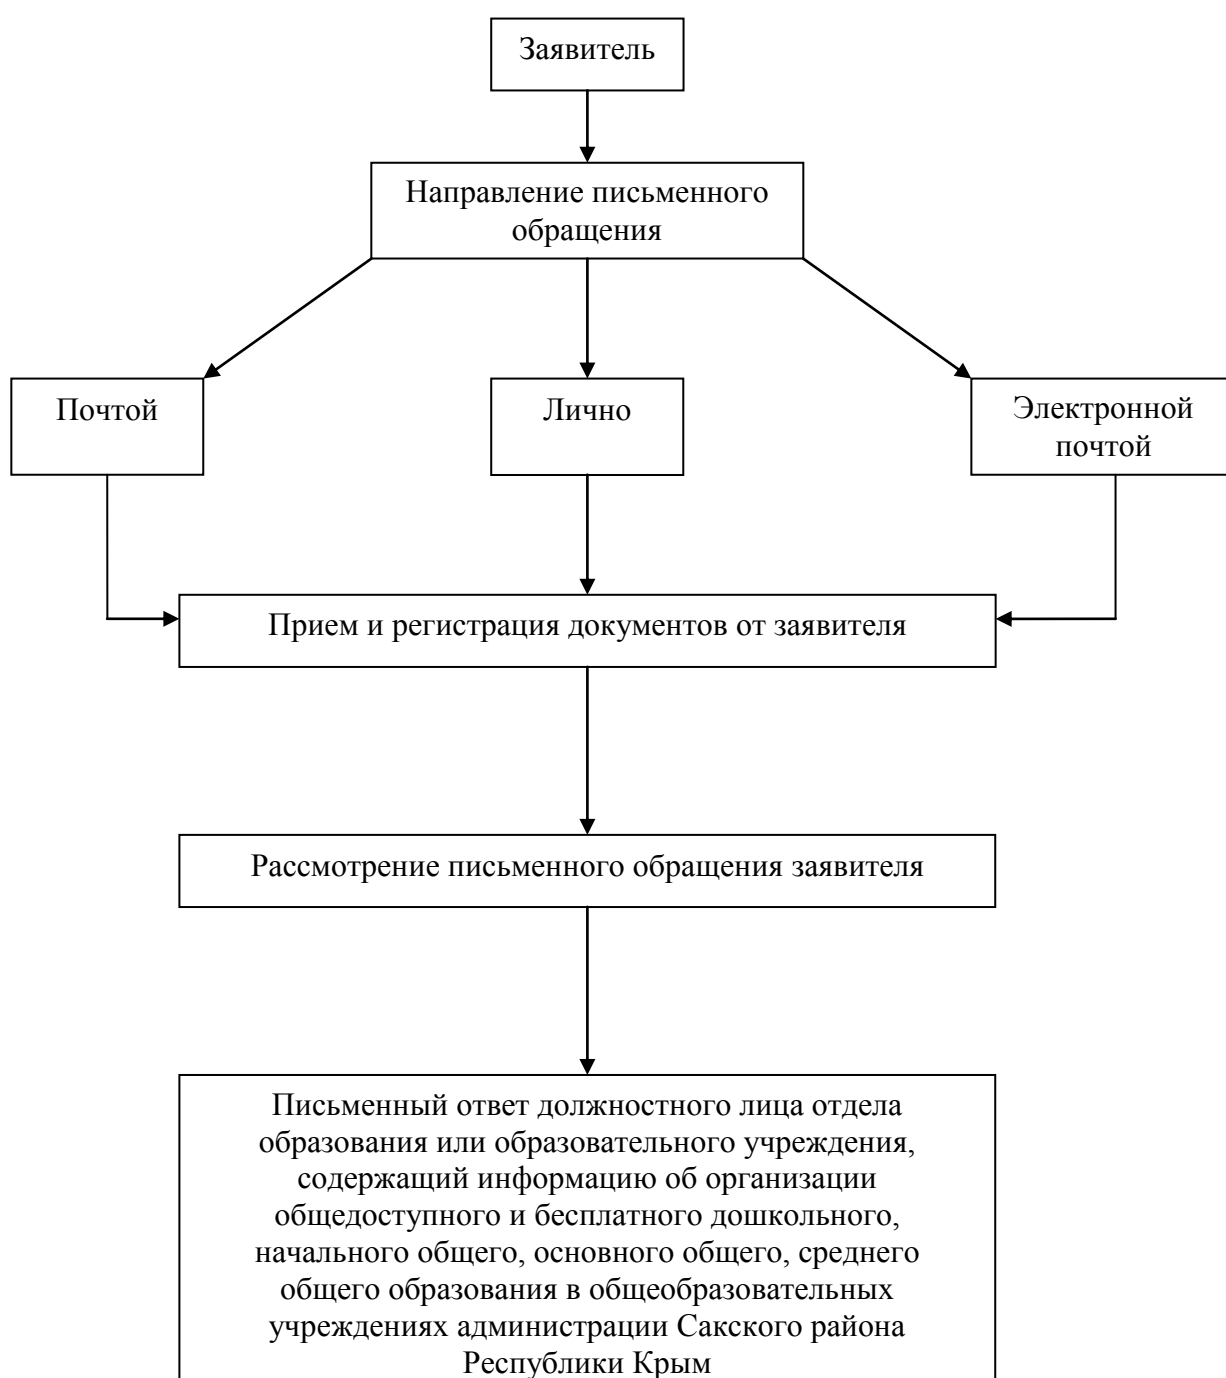 Заявитель
Направление письменного
обращения
Почтой
Лично
Электронной
почтой
Прием и регистрация документов от заявителя
Рассмотрение письменного обращения заявителя
Письменный ответ должностного лица отдела
образования или образовательного учреждения,
содержащий информацию об организации
общедоступного и бесплатного дошкольного,
начального общего, основного общего, среднего
общего образования в общеобразовательных
учреждениях администрации Сакского района
Республики Крым